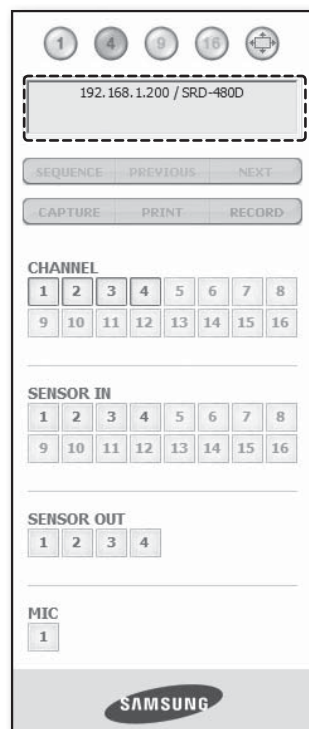 1 4 9 16
192.168.1.200 / SRD-480D
SEQUENCE PREVIOUS NEXT
CAPTURE PRINT RECORD
CHANNEL
1 2 3 4 5 6 7 8
9 10 11 12 13 14 15 16
SENSOR IN
1 2 3 4 5 6 7 8
9 10 11 12 13 14 15 16
SENSOR OUT
1 2 3 4
MIC
1
SAMSUNG